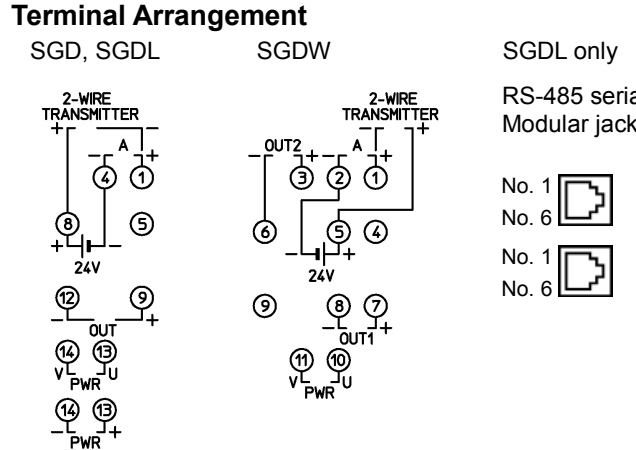 Terminal Arrangement
SGD, SGDL
SGDW
SGDL only
2-WIRE
TRANSMITTER
+ −
− A +
4 1
8 5
+ −
24V
12 9
− OUT +
14 13
V PWR U
14 13
− PWR +
2-WIRE
TRANSMITTER
− +
− OUT2 + − A +
3 2 1
6 5 4
− +
24V
9 8 7
− OUT1 +
11 10
V PWR U
RS-485
Modular jack
No. 1
No. 6
No. 1
No. 6